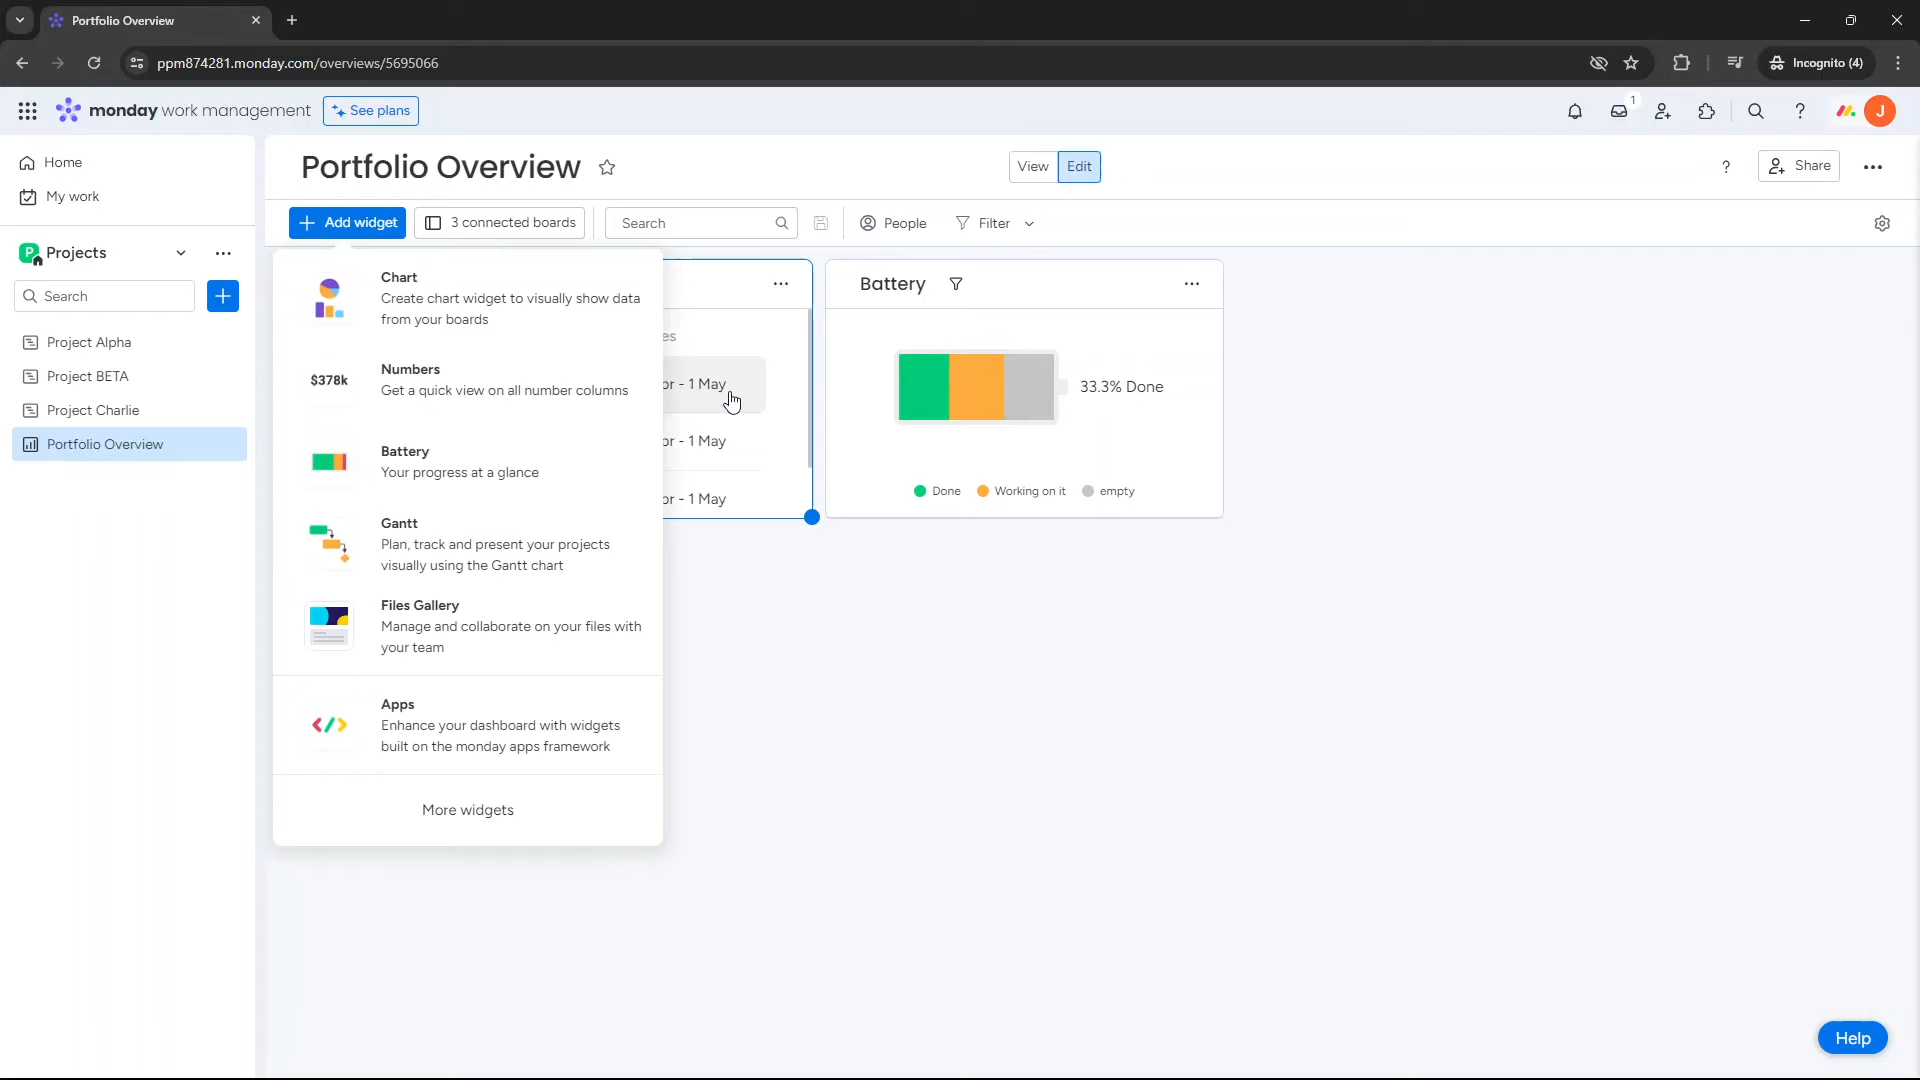 Portfolio Overview
ppm874281.monday.com/overviews/5695066
Incognito (4)
monday work management
See plans
1
J
Home
My work
P
Projects
Search
Project Alpha
Project BETA
Project Charlie
Portfolio Overview
Portfolio Overview
View
Edit
?
Share
Add widget
3 connected boards
Search
People
Filter
Chart
Create chart widget to visually show data
from your boards
$378k
Numbers
Get a quick view on all number columns
Battery
Your progress at a glance
Gantt
Plan, track and present your projects
visually using the Gantt chart
Files Gallery
Manage and collaborate on your files with
your team
Apps
Enhance your dashboard with widgets
built on the monday apps framework
More widgets
es
pr - 1 May
pr - 1 May
pr - 1 May
Battery
33.3% Done
Done
Working on it
empty
Help